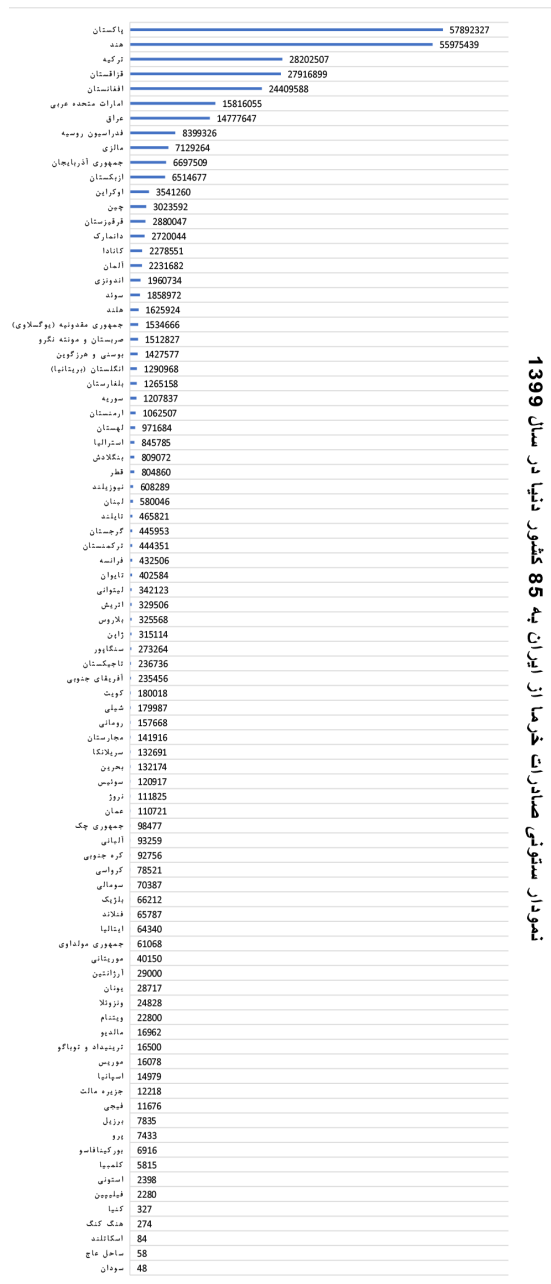 نمودار ستونی صادرات خرما از ایران به 85 کشور دنیا در سال 1399
پاکستان 57892327
هند 55975439
ترکیه 28202507
قزاقستان 27916899
افغانستان 24409588
امارات متحده عربی 15816055
عراق 14777647
فدراسیون روسیه 8399326
مالزی 7129264
جمهوری آذربایجان 6697509
ازبکستان 6514677
اوکراین 3541260
چین 3023592
قرقیزستان 2880047
دانمارک 2720044
کانادا 2278551
آلمان 2231682
اندونزی 1960734
سوئد 1858972
هلند 1625924
جمهوری مقدونیه (یوگسلاوی) 1534666
صربستان و مونته نگرو 1512827
بوسنی و هرزگوین 1427577
انگلستان (بریتانیا) 1290968
بلغارستان 1265158
سوریه 1207837
ارمنستان 1062507
لهستان 971684
استرالیا 845785
بنگلادش 809072
قطر 804860
نیوزیلند 608289
لبنان 580046
تایلند 465821
گرجستان 445953
ترکمنستان 444351
فرانسه 432506
تایوان 402584
لیتوانی 342123
اتریش 329506
بلاروس 325568
ژاپن 315114
سنگاپور 273264
تاجیکستان 236736
آفریقای جنوبی 235456
کویت 180018
شیلی 179987
رومانی 157668
مجارستان 141916
سریلانکا 132691
بحرین 132174
سوئیس 120917
نروژ 111825
عمان 110721
جمهوری چک 98477
آلبانی 93259
کره جنوبی 92756
کرواسی 78521
سومالی 70387
بلژیک 66212
فنلاند 65787
ایتالیا 64340
جمهوری مولداوی 61068
موریتانی 40150
آرژانتین 29000
یونان 28717
ونزوئلا 24828
ویتنام 22800
مالدیو 16962
ترینیداد و توباگو 16500
موریس 16078
اسپانیا 14979
جزیره مالت 12218
فیجی 11676
برزیل 7835
پرو 7433
بورکینافاسو 6916
کلمبیا 5815
استونی 2398
فیلیپین 2280
کنیا 327
هنگ کنگ 274
اسکاتلند 84
ساحل عاج 58
سودان 48